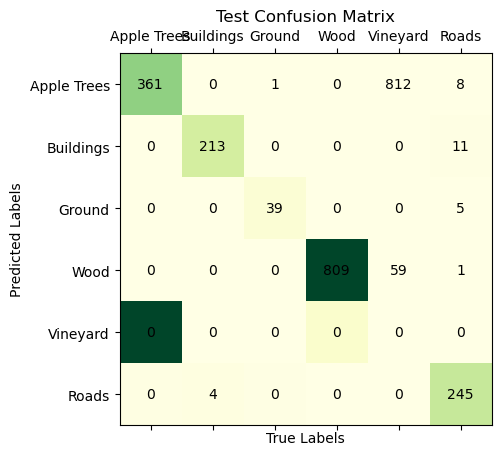 Test Confusion Matrix
Apple Trees Buildings Ground Wood Vineyard Roads
Apple Trees 361 0 1 0 812 8
Buildings 0 213 0 0 0 11
Ground 0 0 39 0 0 5
Wood 0 0 0 809 59 1
Vineyard 0 0 0 0 0 0
Roads 0 4 0 0 0 245
Predicted Labels
True Labels